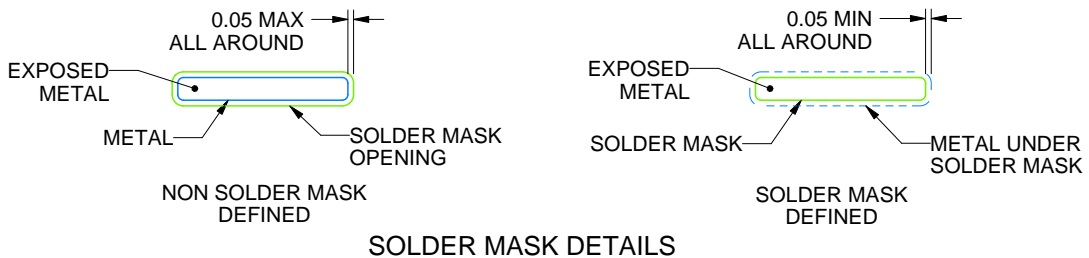 0.05 MAX
ALL AROUND
EXPOSED
METAL
METAL
SOLDER MASK
OPENING
NON SOLDER MASK
DEFINED
0.05 MIN
ALL AROUND
EXPOSED
METAL
SOLDER MASK
METAL UNDER
SOLDER MASK
SOLDER MASK
DEFINED
SOLDER MASK DETAILS